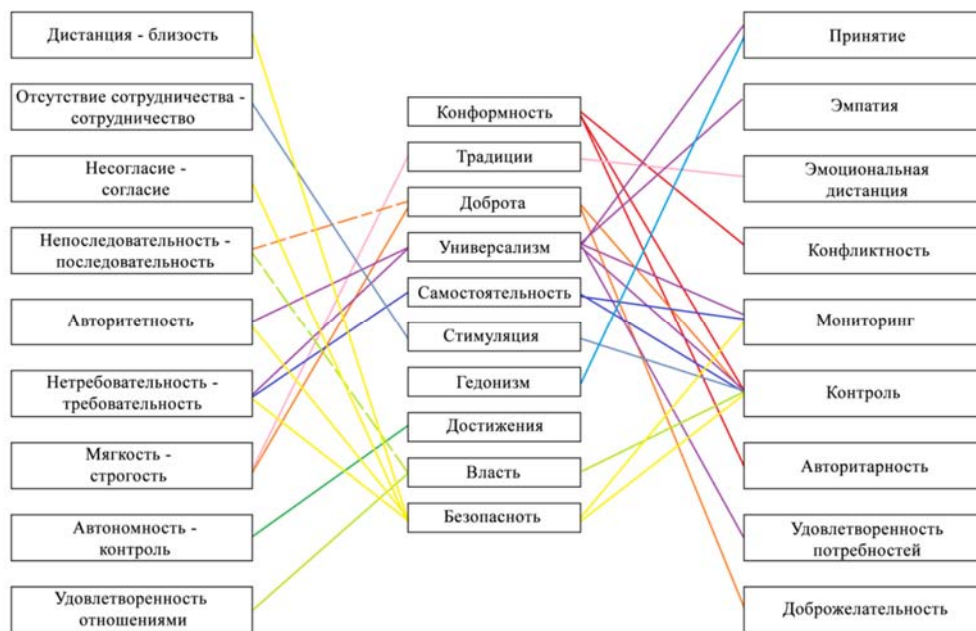 Дистанция - близость
Отсутствие сотрудничества -
сотрудничество
Несогласие -
согласие
Непоследовательность -
последовательность
Авторитетность
Нетребовательность -
требовательность
Мягкость -
строгость
Автономность -
контроль
Удовлетворенность
отношениями
Конформность
Традиции
Доброта
Универсализм
Самостоятельность
Стимуляция
Гедонизм
Достижения
Власть
Безопасноть
Принятие
Эмпатия
Эмоциональная
дистанция
Конфликтность
Мониторинг
Контроль
Авторитарность
Удовлетворенность
потребностей
Доброжелательность